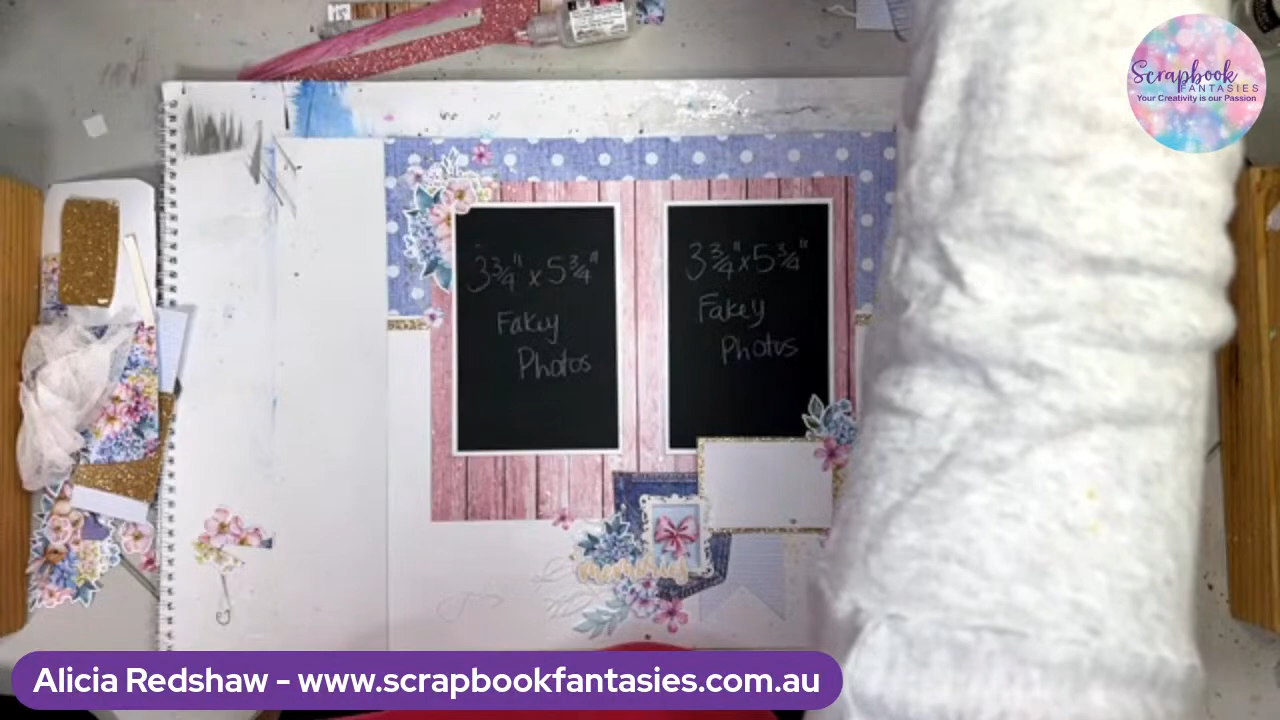 Scrapbook
FANTASIES
Your Creativity is our Passion
3¾" x 5¾"
Fakey
Photos
3¾" x 5¾"
Fakey
Photos
memories
Alicia Redshaw - www.scrapbookfantasies.com.au